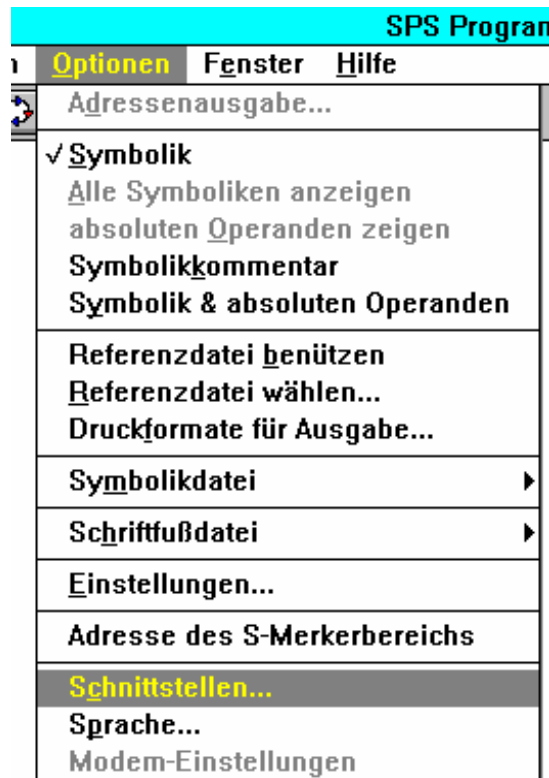 SPS Program
Optionen Fenster Hilfe
Adressenausgabe...
√ Symbolik
Alle Symboliken anzeigen
absoluten Operanden zeigen
Symbolikkommentar
Symbolik & absoluten Operanden
Referenzdatei benützen
Referenzdatei wählen...
Druckformate für Ausgabe...
Symbolikdatei
Schriftfußdatei
Einstellungen...
Adresse des S-Merkerbereichs
Schnittstellen...
Sprache...
Modem-Einstellungen